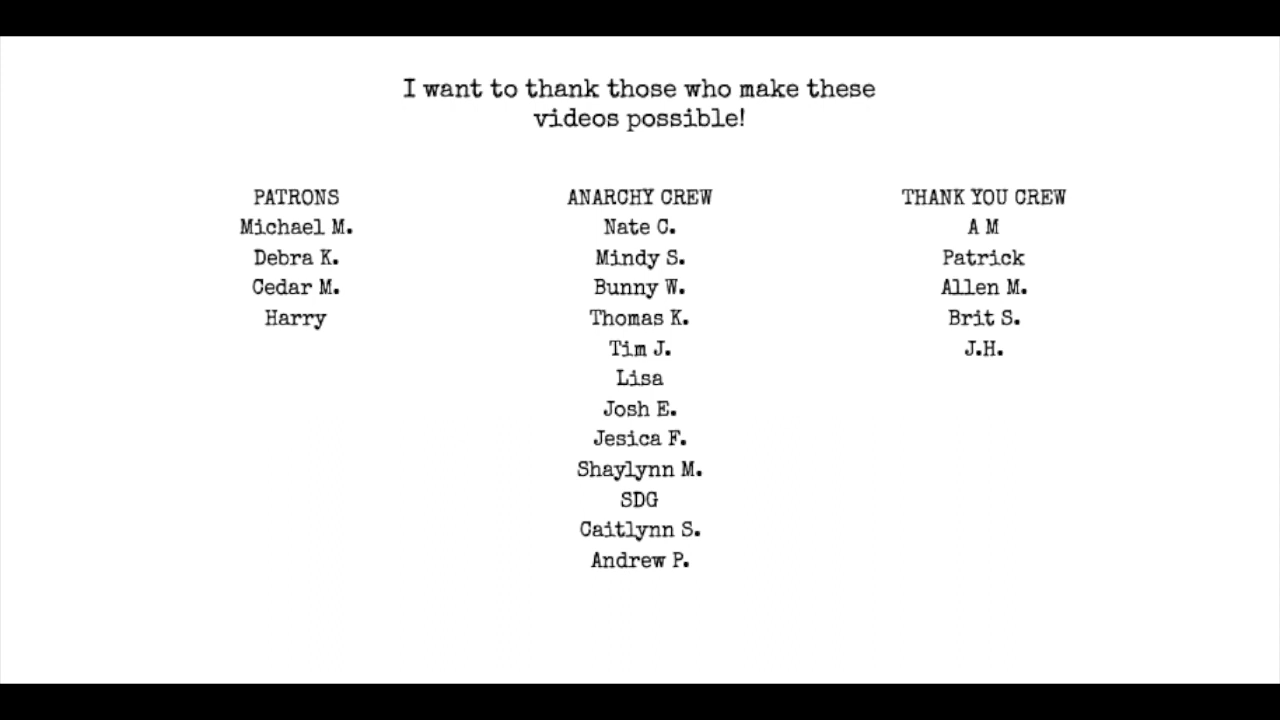 I want to thank those who make these
videos possible!
PATRONS
Michael M.
Debra K.
Cedar M.
Harry
ANARCHY CREW
Nate C.
Mindy S.
Bunny W.
Thomas K.
Tim J.
Lisa
Josh E.
Jesica F.
Shaylynn M.
SDG
Caitlynn S.
Andrew P.
THANK YOU CREW
A M
Patrick
Allen M.
Brit S.
J.H.